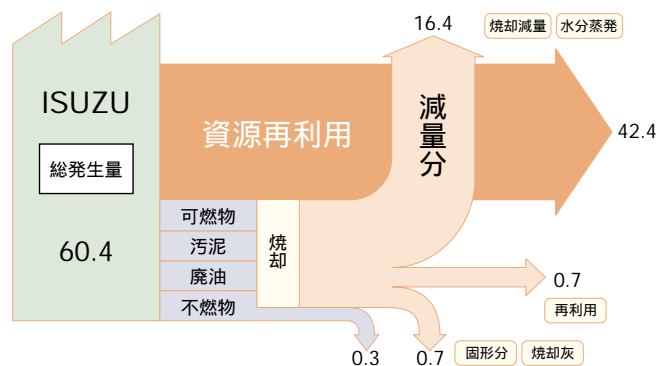 16.4
焼却減量
水分蒸発
ISUZU
総発生量
60.4
資源再利用
減量分
42.4
可燃物
汚泥
廃油
不燃物
焼却
0.7
再利用
0.3
0.7
固形分
焼却灰